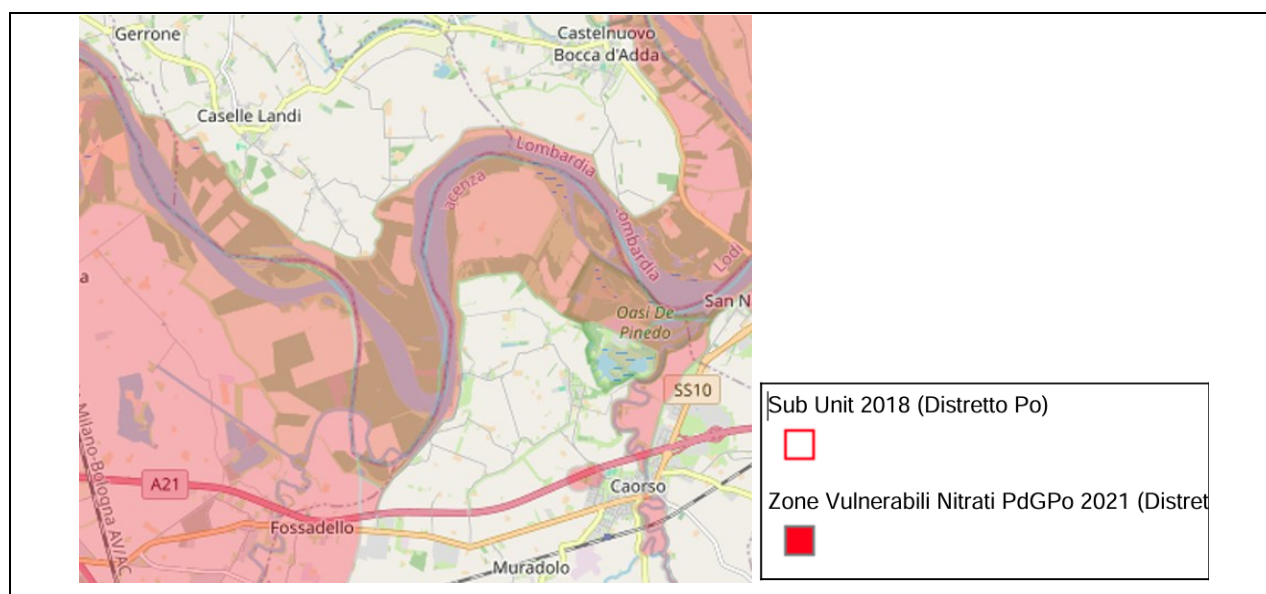 Gerrone
Castelnuovo
Bocca d'Adda
Caselle Landi
Lombardia
acenza
Lombardia
Lodi
a
San N
Oasi De
Pinedo
SS10
A21
Milano-Bologna AV/AC
Fossadello
Caorso
Muradolo
Sub Unit 2018 (Distretto Po)
Zone Vulnerabili Nitrati PdGPo 2021 (Distret